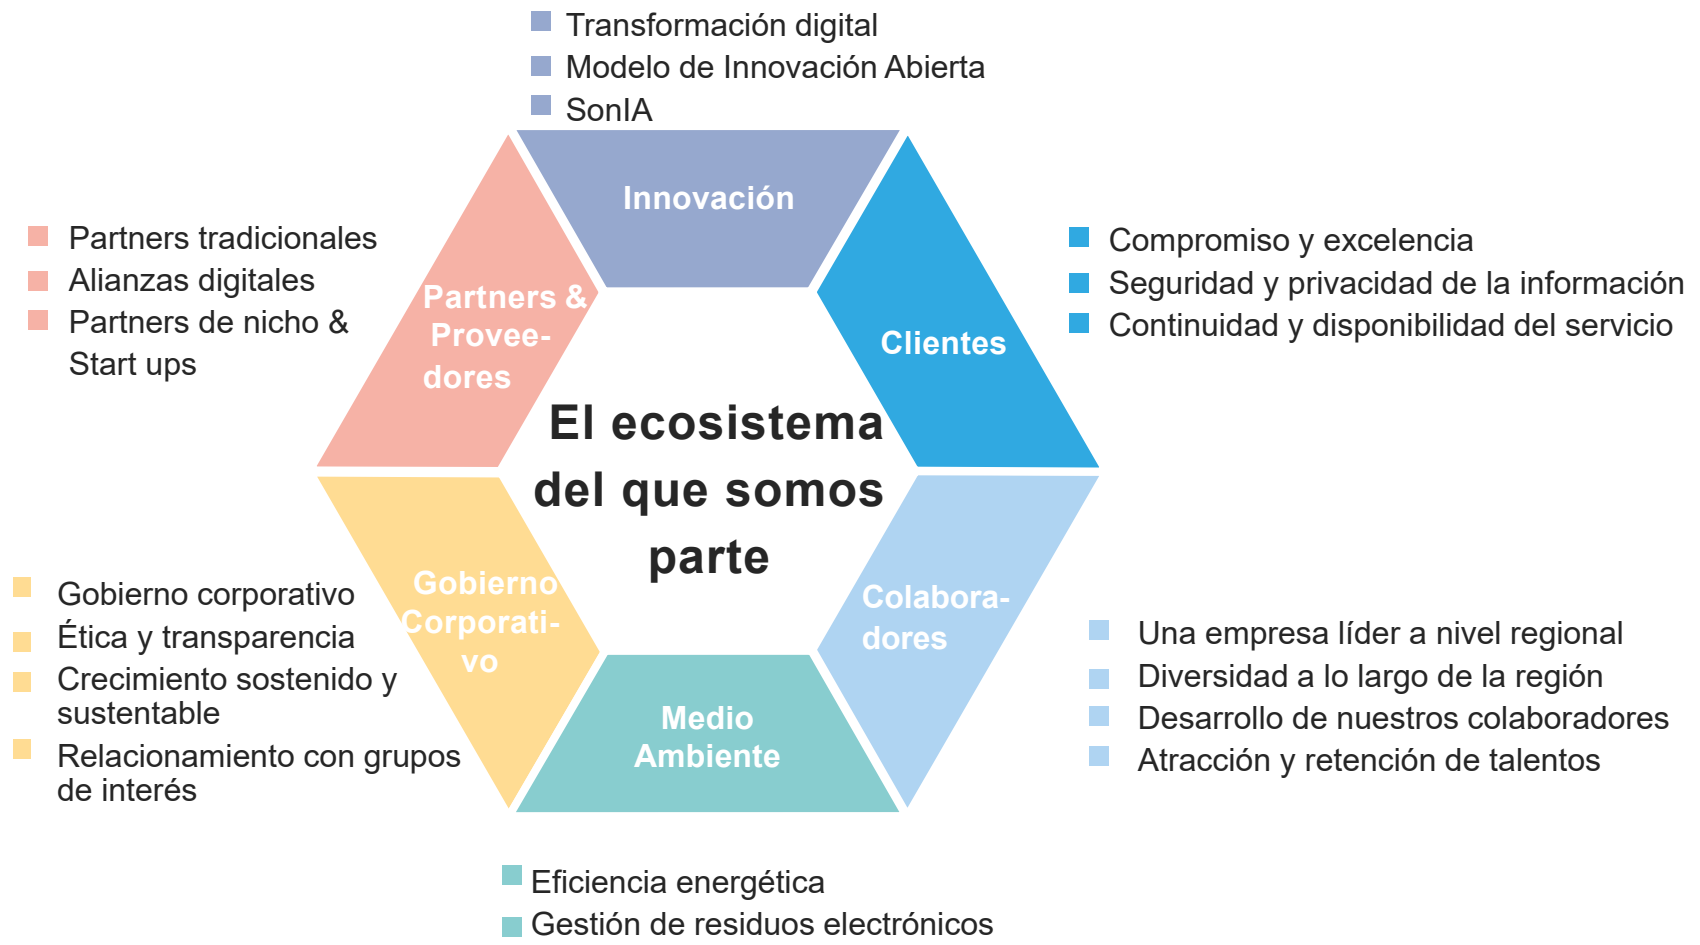 Transformación digital
Modelo de Innovación Abierta
SonIA
Innovación
Partners tradicionales
Alianzas digitales
Partners de nicho &
Start ups
Partners &
Provee-
dores
Compromiso y excelencia
Seguridad y privacidad de la información
Continuidad y disponibilidad del servicio
Clientes
El ecosistema
del que somos
parte
Gobierno corporativo
Ética y transparencia
Crecimiento sostenido y
sustentable
Relacionamiento con grupos
de interés
Gobierno
Corporati-
vo
Colabora-
dores
Una empresa líder a nivel regional
Diversidad a lo largo de la región
Desarrollo de nuestros colaboradores
Atracción y retención de talentos
Medio
Ambiente
Eficiencia energética
Gestión de residuos electrónicos